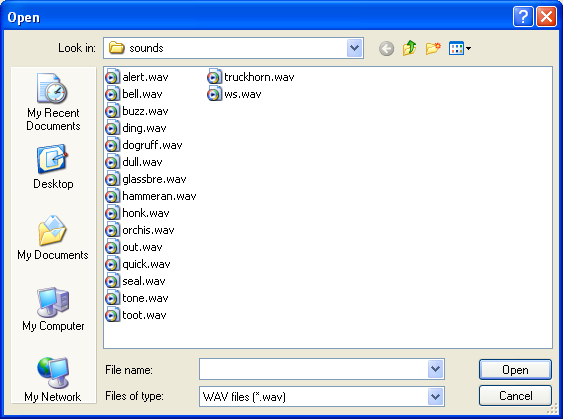 Open
Look in: sounds
My Recent
Documents
Desktop
My Documents
My Computer
My Network
alert.wav
bell.wav
buzz.wav
ding.wav
dogruff.wav
dull.wav
glassbre.wav
hammeran.wav
honk.wav
orchis.wav
out.wav
quick.wav
seal.wav
tone.wav
toot.wav
truckhorn.wav
ws.wav
File name:
Open
Files of type: WAV files (*.wav)
Cancel